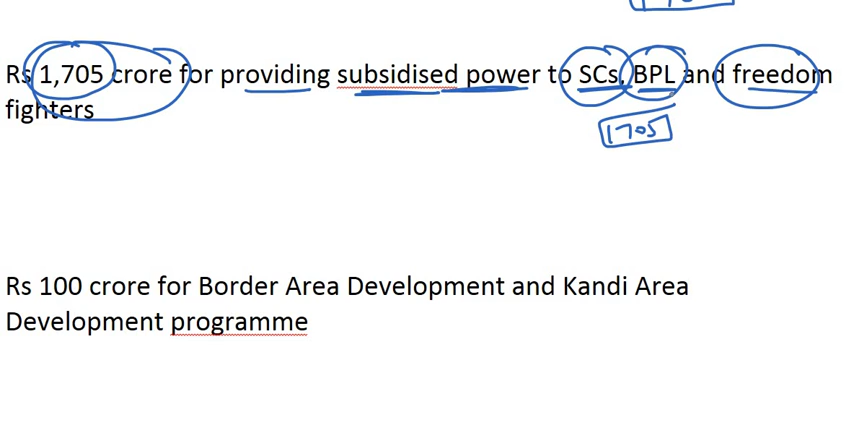 Rs 1,705 crore for providing subsidised power to SCs, BPL and freedom
fighters
1705
Rs 100 crore for Border Area Development and Kandi Area
Development programme